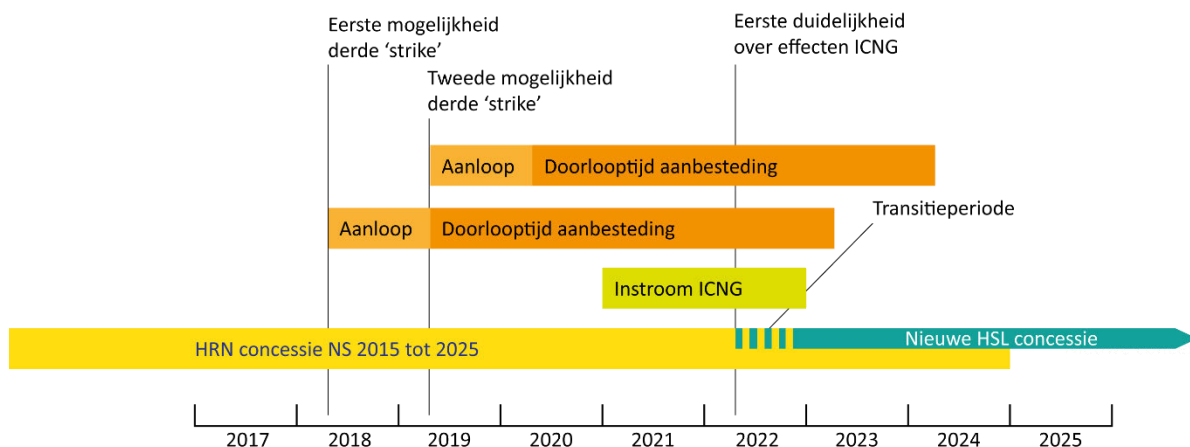 Eerste mogelijkheid
derde ‘strike’
Eerste duidelijkheid
over effecten ICNG
Tweede mogelijkheid
derde ‘strike’
Aanloop
Doorlooptijd aanbesteding
Transitieperiode
Aanloop
Doorlooptijd aanbesteding
Instroom ICNG
HRN concessie NS 2015 tot 2025
Nieuwe HSL concessie
2017 2018 2019 2020 2021 2022 2023 2024 2025